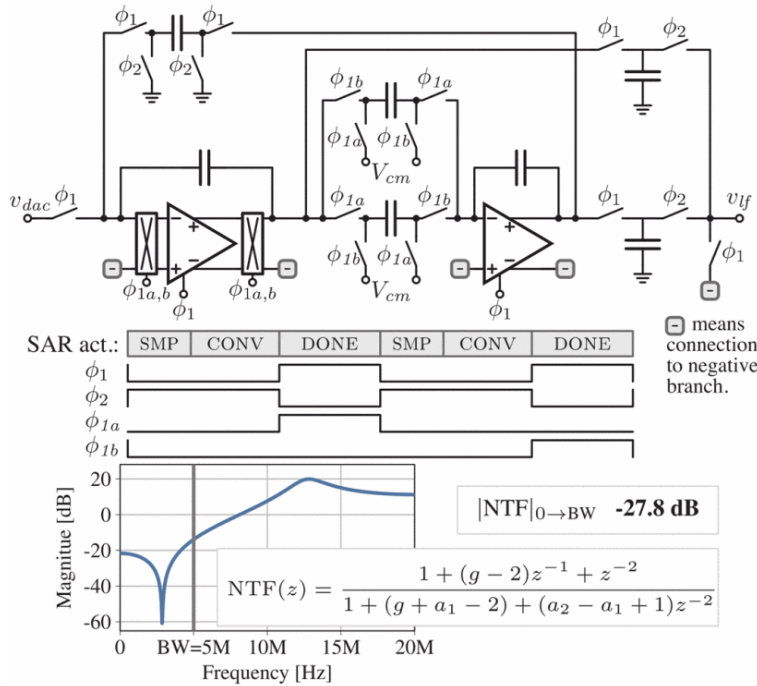 ϕ1 ϕ1 ϕ1 ϕ2
ϕ2 ϕ2
ϕ1b ϕ1a
ϕ1a ϕ1b
Vcm
vdac ϕ1 ϕ1a ϕ1b ϕ1 ϕ2 vlf
ϕ1b ϕ1a ϕ1
Vcm
ϕ1a,b ϕ1a,b
ϕ1 ϕ1
SAR act.: SMP CONV DONE SMP CONV DONE
- means
connection
to negative
branch.
ϕ1
ϕ2
ϕ1a
ϕ1b
Magnitue [dB]
20
0
-20
-40
-60
0 BW=5M 10M 15M 20M
Frequency [Hz]
|NTF|0→BW -27.8 dB
NTF(z) = 1 + (g − 2)z−1 + z−2
1 + (g + a1 − 2) + (a2 − a1 + 1)z−2